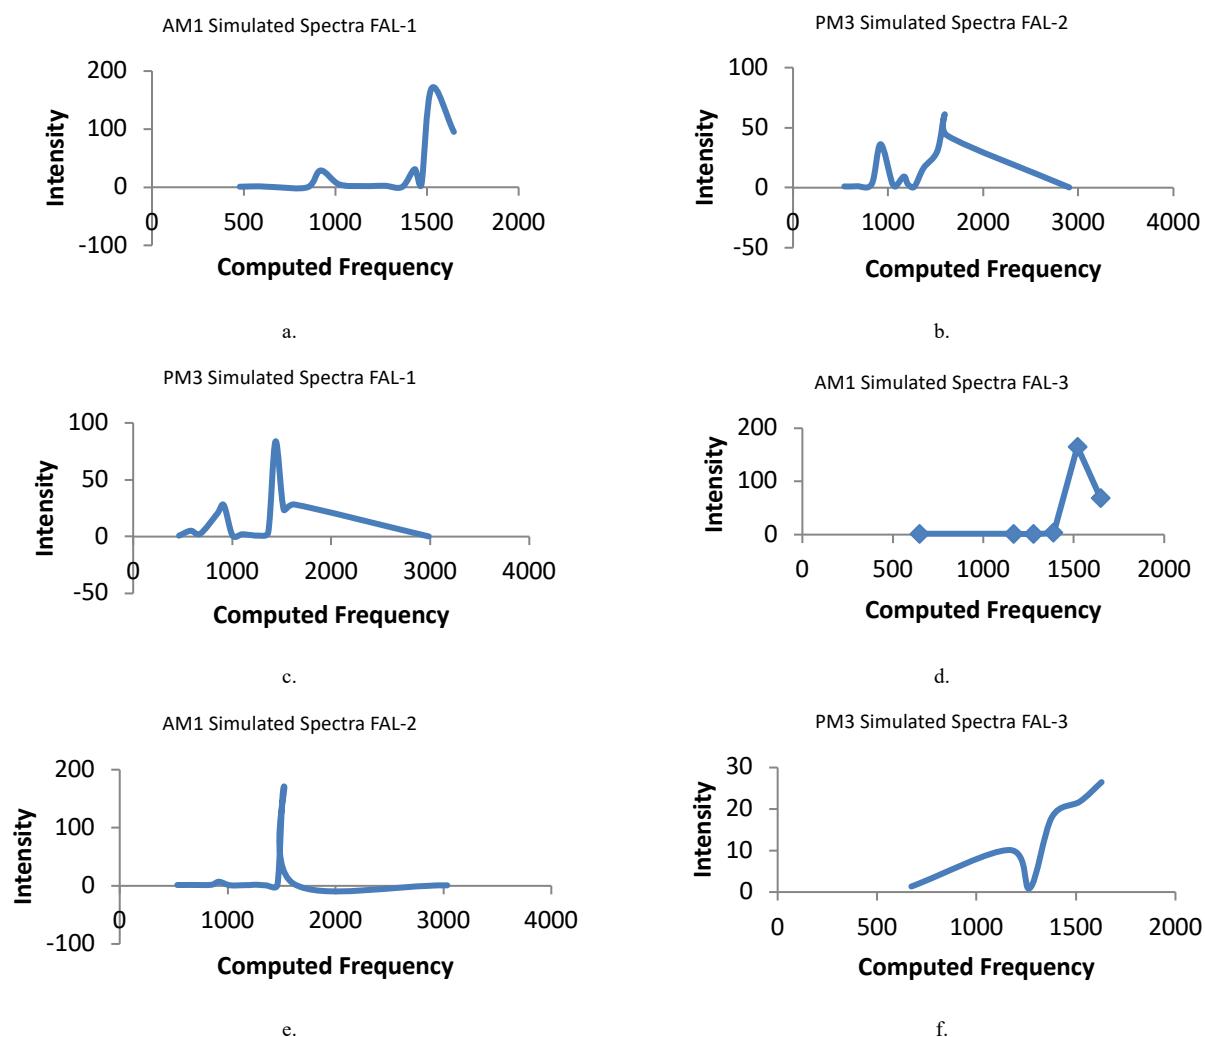 AM1 Simulated Spectra FAL-1
200
100
0
-100
0 500 1000 1500 2000
Intensity
Computed Frequency
a.
PM3 Simulated Spectra FAL-2
100
50
0
-50
0 1000 2000 3000 4000
Intensity
Computed Frequency
b.
PM3 Simulated Spectra FAL-1
100
50
0
-50
0 1000 2000 3000 4000
Intensity
Computed Frequency
c.
AM1 Simulated Spectra FAL-3
200
100
0
0 500 1000 1500 2000
Intensity
Computed Frequency
d.
AM1 Simulated Spectra FAL-2
200
100
0
-100
0 1000 2000 3000 4000
Intensity
Computed Frequency
e.
PM3 Simulated Spectra FAL-3
30
20
10
0
0 500 1000 1500 2000
Intensity
Computed Frequency
f.